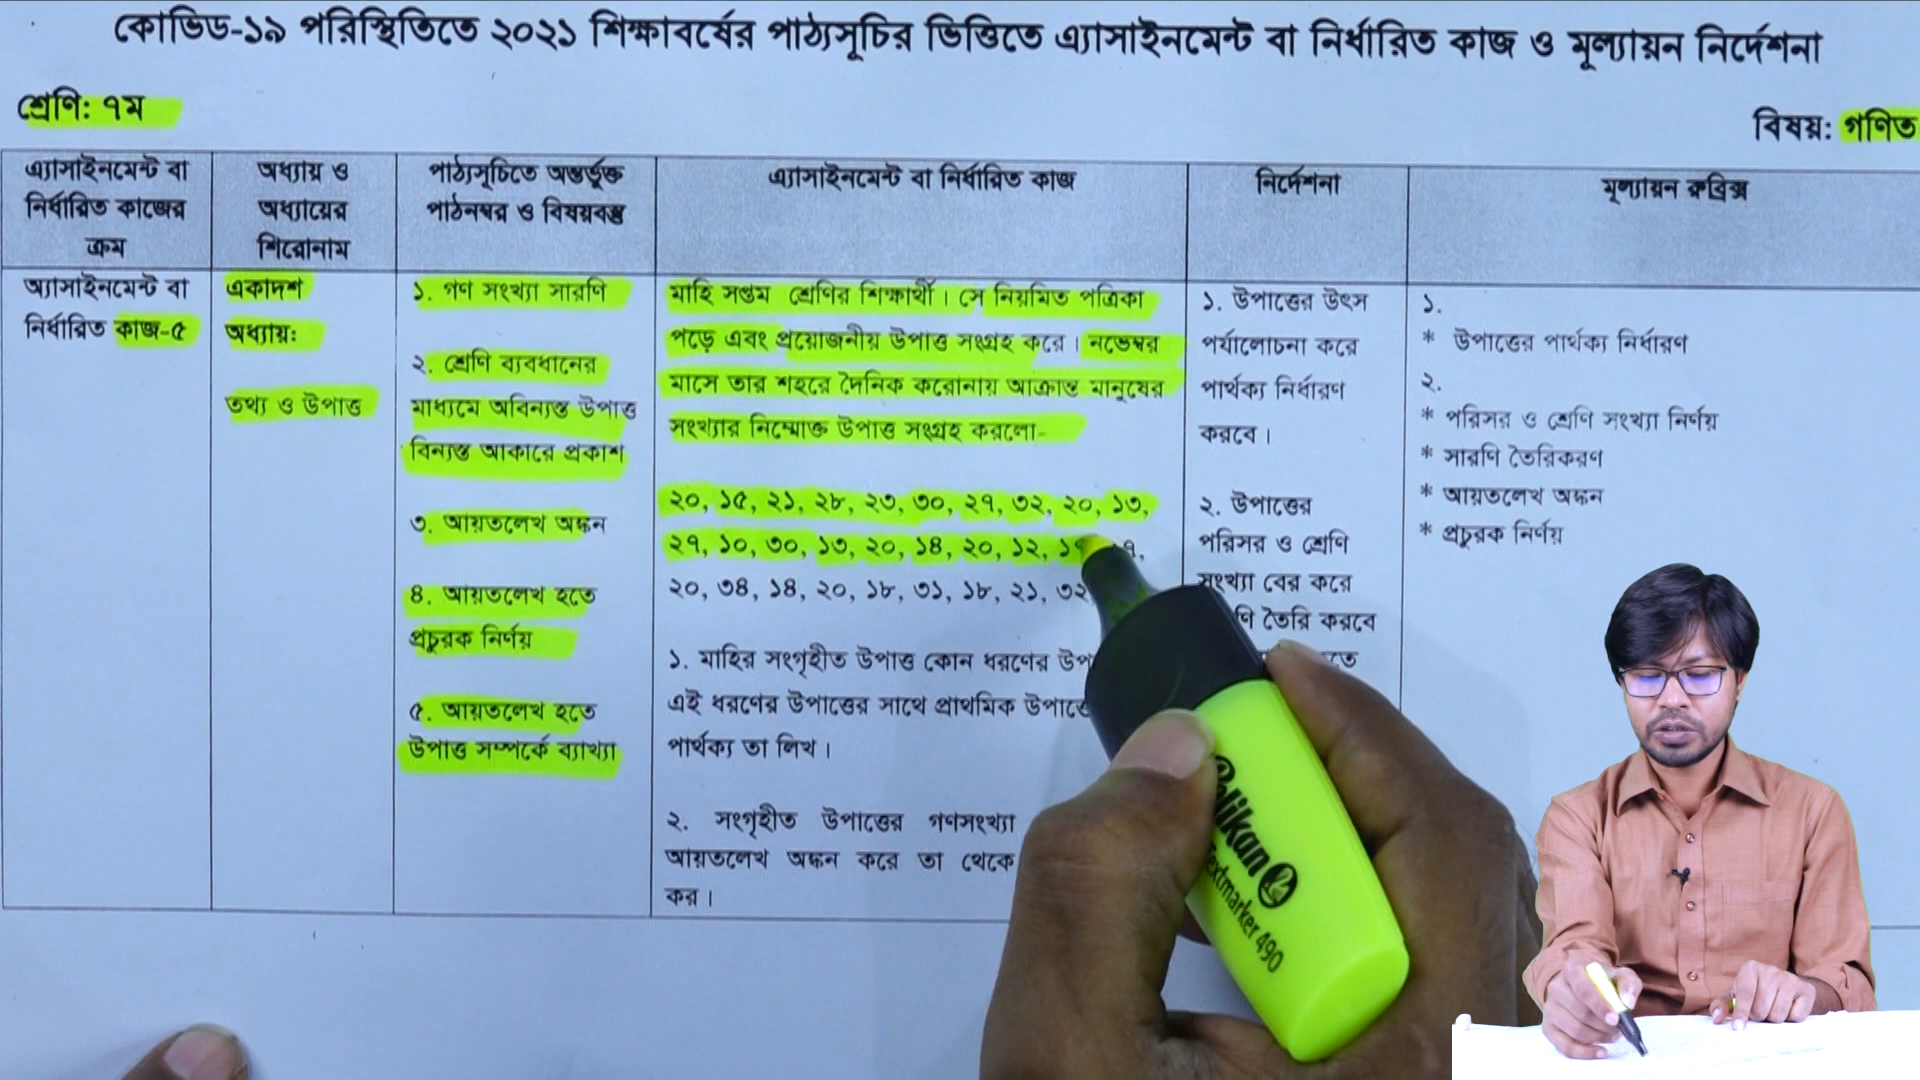 কোভিড-১৯ পরিস্থিতিতে ২০২১ শিক্ষাবর্ষের পাঠ্যসূচির ভিত্তিতে এ্যাসাইনমেন্ট বা নির্ধারিত কাজ ও মূল্যায়ন নির্দেশনা
শ্রেণি: ৭ম
বিষয়: গণিত
এ্যাসাইনমেন্ট বা
নির্ধারিত কাজের
ক্রম
অধ্যায় ও
অধ্যায়ের
শিরোনাম
পাঠ্যসূচিতে অন্তর্ভুক্ত
পাঠনম্বর ও বিষয়বস্তু
এ্যাসাইনমেন্ট বা নির্ধারিত কাজ
নির্দেশনা
মূল্যায়ন রুব্রিক্স
অ্যাসাইনমেন্ট বা
নির্ধারিত কাজ-৫
একাদশ
অধ্যায়:
তথ্য ও উপাত্ত
১. গণ সংখ্যা সারণি
২. শ্রেণি ব্যবধানের
মাধ্যমে অবিন্যস্ত উপাত্ত
বিন্যস্ত আকারে প্রকাশ
৩. আয়তলেখ অঙ্কন
৪. আয়তলেখ হতে
প্রচুরক নির্ণয়
৫. আয়তলেখ হতে
উপাত্ত সম্পর্কে ব্যাখ্যা
মাহি সপ্তম শ্রেণির শিক্ষার্থী। সে নিয়মিত পত্রিকা
পড়ে এবং প্রয়োজনীয় উপাত্ত সংগ্রহ করে। নভেম্বর
মাসে তার শহরে দৈনিক করোনায় আক্রান্ত মানুষের
সংখ্যার নিম্মোক্ত উপাত্ত সংগ্রহ করলো-
২০, ১৫, ২১, ২৮, ২৩, ৩০, ২৭, ৩২, ২০, ১৩,
২৭, ১০, ৩০, ১৩, ২০, ১৪, ২০, ১২,
২০, ৩৪, ১৪, ২০, ১৮, ৩১, ১৮, ২১, ৩২
১. মাহির সংগৃহীত উপাত্ত কোন ধরণের
এই ধরণের উপাত্তের সাথে প্রাথমিক
পার্থক্য তা লিখ।
২. সংগৃহীত উপাত্তের গণসংখ্যা
আয়তলেখ অঙ্কন করে তা থেকে
কর।
১. উপাত্তের উৎস
পর্যালোচনা করে
পার্থক্য নির্ধারণ
করবে।
২. উপাত্তের
পরিসর ও শ্রেণি
সংখ্যা বের করে
তৈরি করবে
১.
* উপাত্তের পার্থক্য নির্ধারণ
২.
* পরিসর ও শ্রেণি সংখ্যা নির্ণয়
* সারণি তৈরিকরণ
* আয়তলেখ অঙ্কন
* প্রচুরক নির্ণয়
Pelikan
Textmarker 490